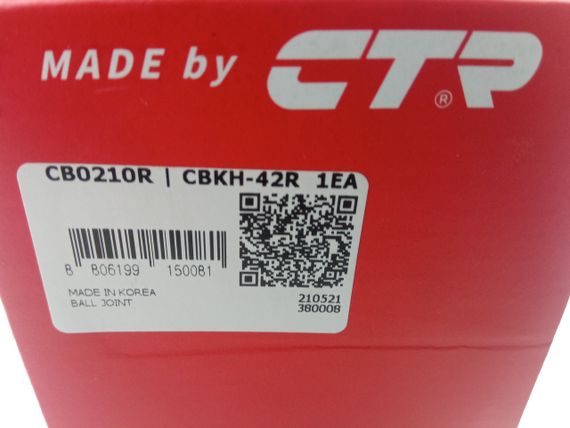 MADE by CTR®
CB0210R | CBKH-42R 1EA
8 806199 150081
MADE IN KOREA
BALL JOINT
210521
380008